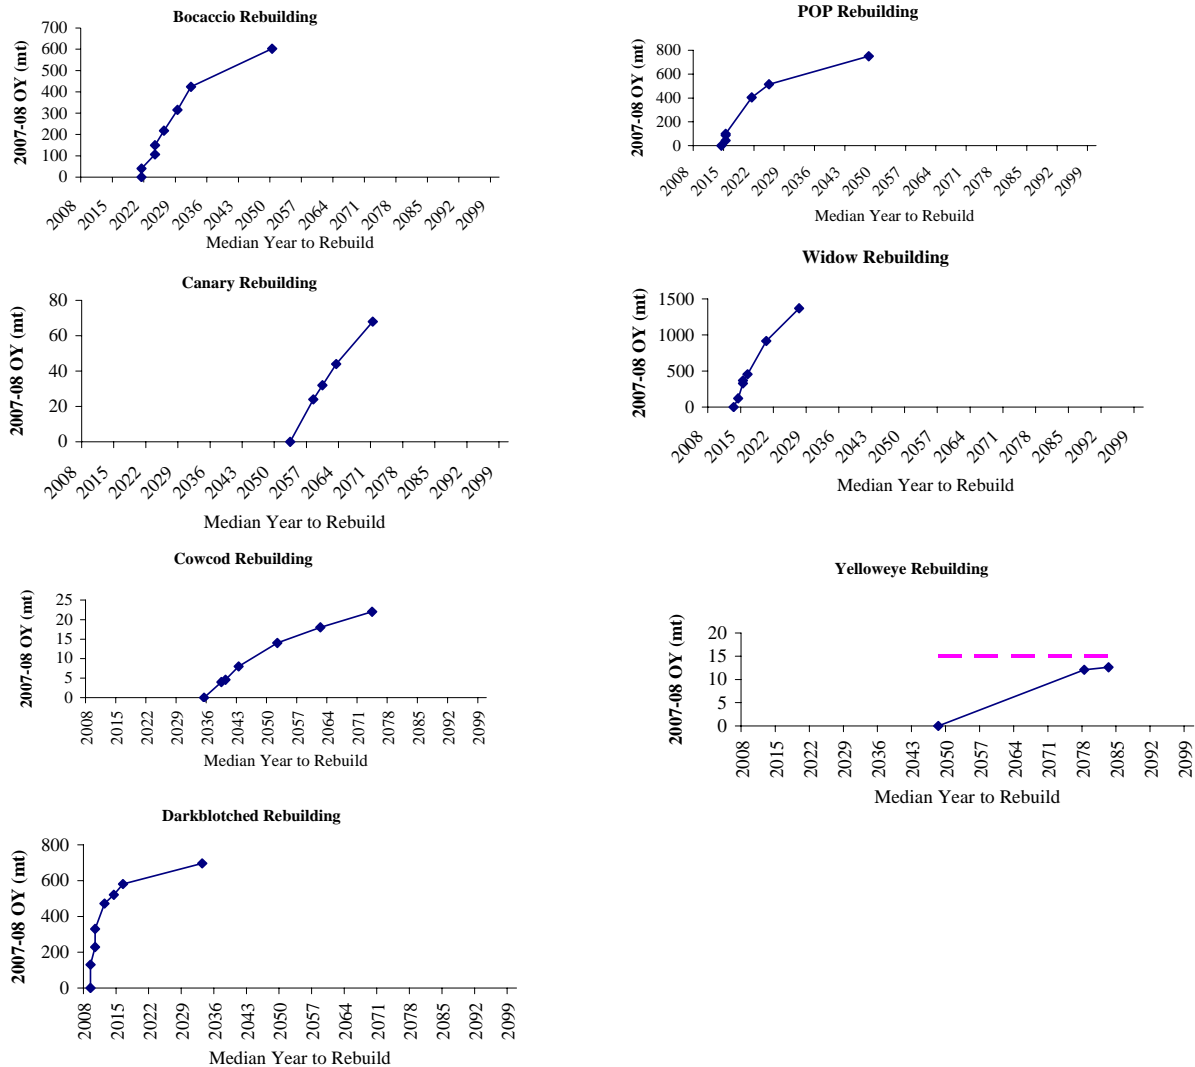 Bocaccio Rebuilding
2007-08 OY (mt)
700
600
500
400
300
200
100
0
2008 2015 2022 2029 2036 2043 2050 2057 2064 2071 2078 2085 2092 2099
Median Year to Rebuild
POP Rebuilding
2007-08 OY (mt)
800
600
400
200
0
2008 2015 2022 2029 2036 2043 2050 2057 2064 2071 2078 2085 2092 2099
Median Year to Rebuild
Canary Rebuilding
2007-08 OY (mt)
80
60
40
20
0
2008 2015 2022 2029 2036 2043 2050 2057 2064 2071 2078 2085 2092 2099
Median Year to Rebuild
Widow Rebuilding
2007-08 OY (mt)
1500
1000
500
0
2008 2015 2022 2029 2036 2043 2050 2057 2064 2071 2078 2085 2092 2099
Median Year to Rebuild
Cowcod Rebuilding
2007-08 OY (mt)
25
20
15
10
5
0
2008 2015 2022 2029 2036 2043 2050 2057 2064 2071 2078 2085 2092 2099
Median Year to Rebuild
Yelloweye Rebuilding
2007-08 OY (mt)
20
15
10
5
0
2008 2015 2022 2029 2036 2043 2050 2057 2064 2071 2078 2085 2092 2099
Median Year to Rebuild
Darkblotched Rebuilding
2007-08 OY (mt)
800
600
400
200
0
2008 2015 2022 2029 2036 2043 2050 2057 2064 2071 2078 2085 2092 2099
Median Year to Rebuild